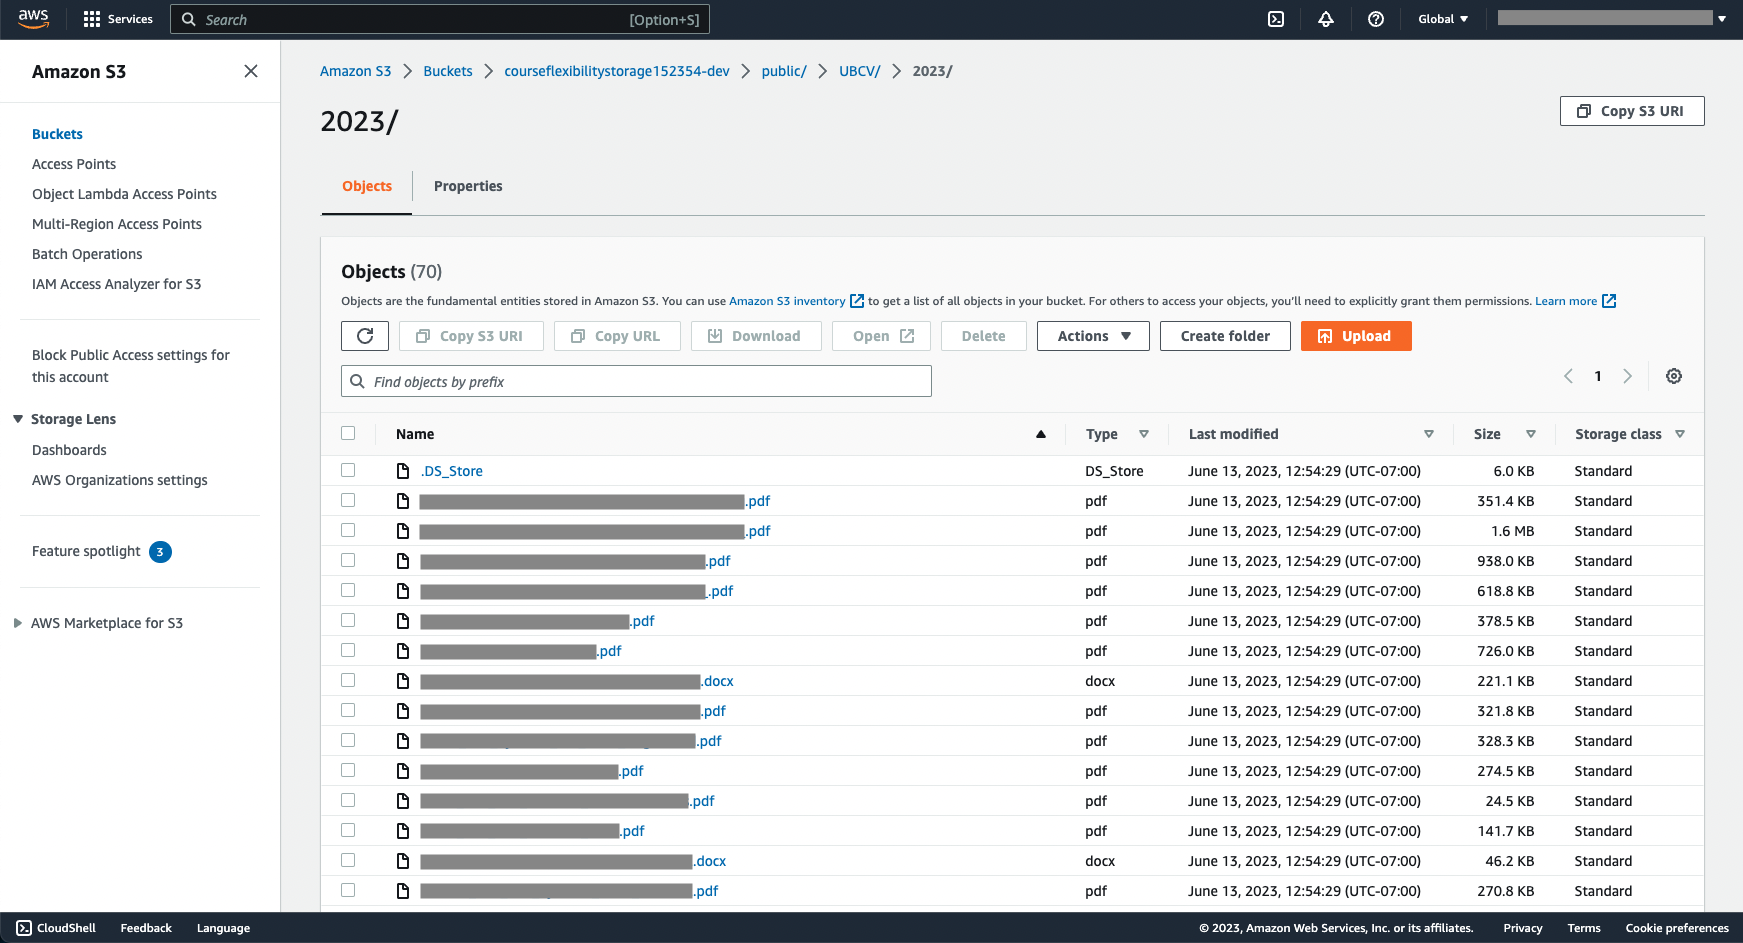 aws
Services
Search
[Option+S]
Global
Amazon S3
Buckets
Access Points
Object Lambda Access Points
Multi-Region Access Points
Batch Operations
IAM Access Analyzer for S3
Block Public Access settings for
this account
Storage Lens
Dashboards
AWS Organizations settings
Feature spotlight 3
AWS Marketplace for S3
Amazon S3 > Buckets > courseflexibilitystorage152354-dev > public/ > UBCV/ > 2023/
2023/
Copy S3 URI
Objects
Properties
Objects (70)
Objects are the fundamental entities stored in Amazon S3. You can use Amazon S3 inventory to get a list of all objects in your bucket. For others to access your objects, you'll need to explicitly grant them permissions. Learn more
Copy S3 URI Copy URL Download Open Delete Actions Create folder Upload
Find objects by prefix
1
Name Type Last modified Size Storage class
.DS_Store DS_Store June 13, 2023, 12:54:29 (UTC-07:00) 6.0 KB Standard
.pdf pdf June 13, 2023, 12:54:29 (UTC-07:00) 351.4 KB Standard
.pdf pdf June 13, 2023, 12:54:29 (UTC-07:00) 1.6 MB Standard
.pdf pdf June 13, 2023, 12:54:29 (UTC-07:00) 938.0 KB Standard
_.pdf pdf June 13, 2023, 12:54:29 (UTC-07:00) 618.8 KB Standard
.pdf pdf June 13, 2023, 12:54:29 (UTC-07:00) 378.5 KB Standard
.pdf pdf June 13, 2023, 12:54:29 (UTC-07:00) 726.0 KB Standard
.docx docx June 13, 2023, 12:54:29 (UTC-07:00) 221.1 KB Standard
.pdf pdf June 13, 2023, 12:54:29 (UTC-07:00) 321.8 KB Standard
.pdf pdf June 13, 2023, 12:54:29 (UTC-07:00) 328.3 KB Standard
.pdf pdf June 13, 2023, 12:54:29 (UTC-07:00) 274.5 KB Standard
.pdf pdf June 13, 2023, 12:54:29 (UTC-07:00) 24.5 KB Standard
.pdf pdf June 13, 2023, 12:54:29 (UTC-07:00) 141.7 KB Standard
.docx docx June 13, 2023, 12:54:29 (UTC-07:00) 46.2 KB Standard
.pdf pdf June 13, 2023, 12:54:29 (UTC-07:00) 270.8 KB Standard
CloudShell Feedback Language
© 2023, Amazon Web Services, Inc. or its affiliates. Privacy Terms Cookie preferences